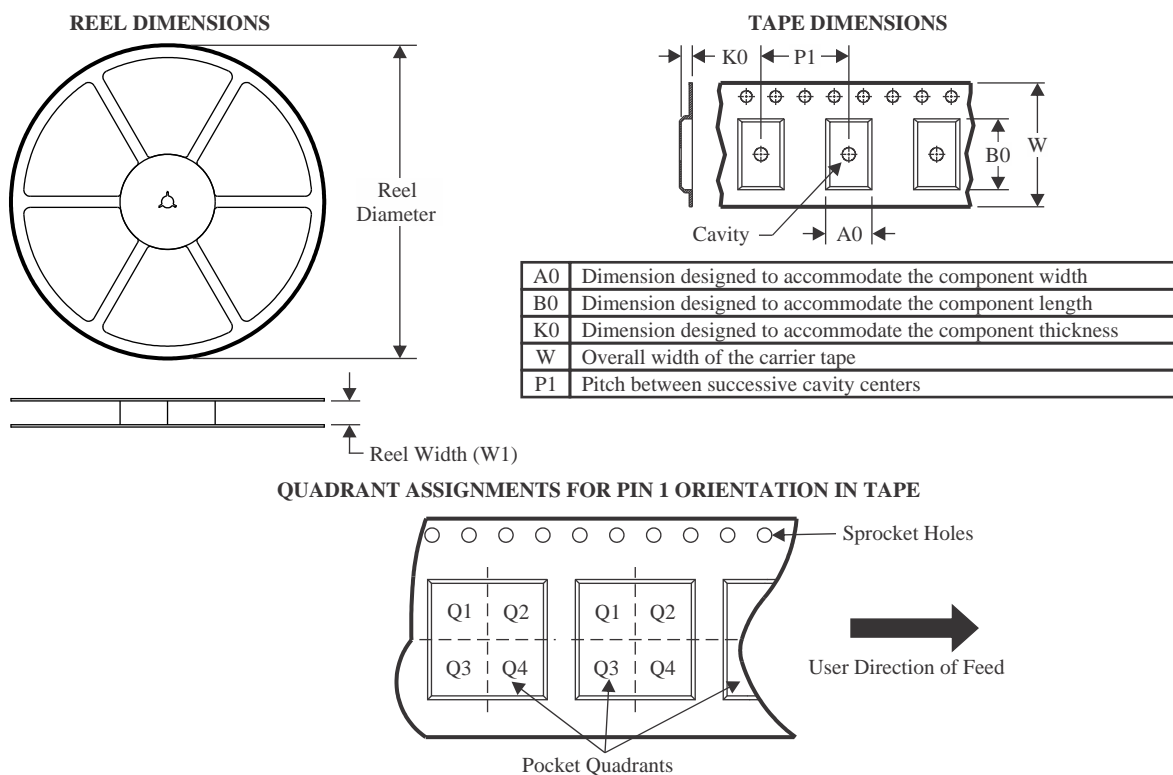 REEL DIMENSIONS
Reel
Diameter
Reel Width (W1)
TAPE DIMENSIONS
K0
P1
W
B0
Cavity
A0
A0 Dimension designed to accommodate the component width
B0 Dimension designed to accommodate the component length
K0 Dimension designed to accommodate the component thickness
W Overall width of the carrier tape
P1 Pitch between successive cavity centers
QUADRANT ASSIGNMENTS FOR PIN 1 ORIENTATION IN TAPE
Sprocket Holes
Q1 Q2 Q1 Q2
Q3 Q4 Q3 Q4
User Direction of Feed
Pocket Quadrants